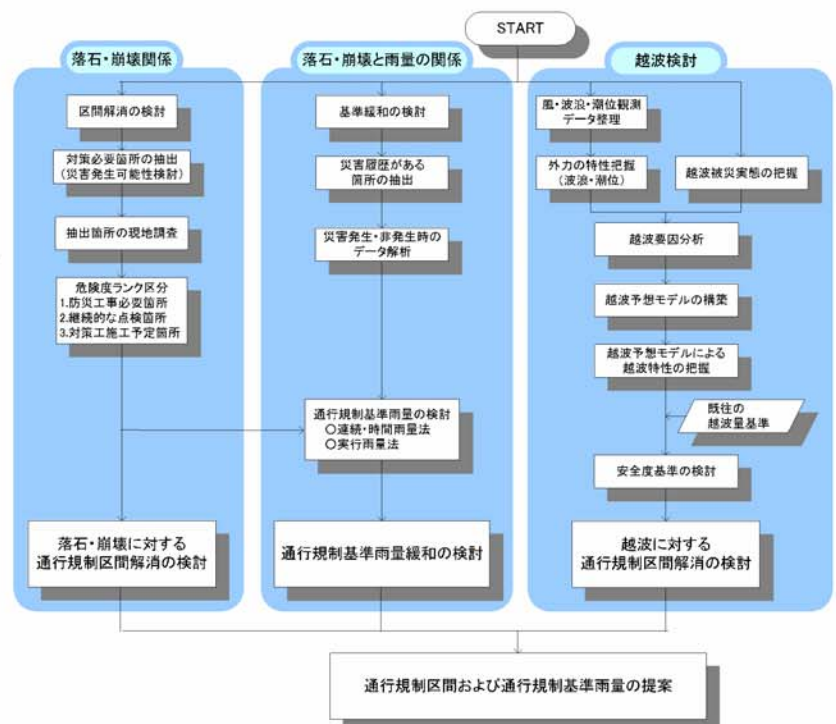 START
落石・崩壊関係
区間解消の検討
対策必要箇所の抽出
(災害発生可能性検討)
抽出箇所の現地調査
危険度ランク区分
1.防災工事必要箇所
2.継続的な点検箇所
3.対策工施工予定箇所
落石・崩壊に対する
通行規制区間解消の検討
落石・崩壊と雨量の関係
基準緩和の検討
災害履歴がある
箇所の抽出
災害発生・非発生時の
データ解析
通行規制基準雨量の検討
○連続・時間雨量法
○実行雨量法
通行規制基準雨量緩和の検討
越波検討
風・波浪・潮位観測
データ整理
外力の特性把握
(波浪・潮位)
越波被災実態の把握
越波要因分析
越波予想モデルの構築
越波予想モデルによる
越波特性の把握
既往の
越波量基準
安全度基準の検討
越波に対する
通行規制区間解消の検討
通行規制区間および通行規制基準雨量の提案